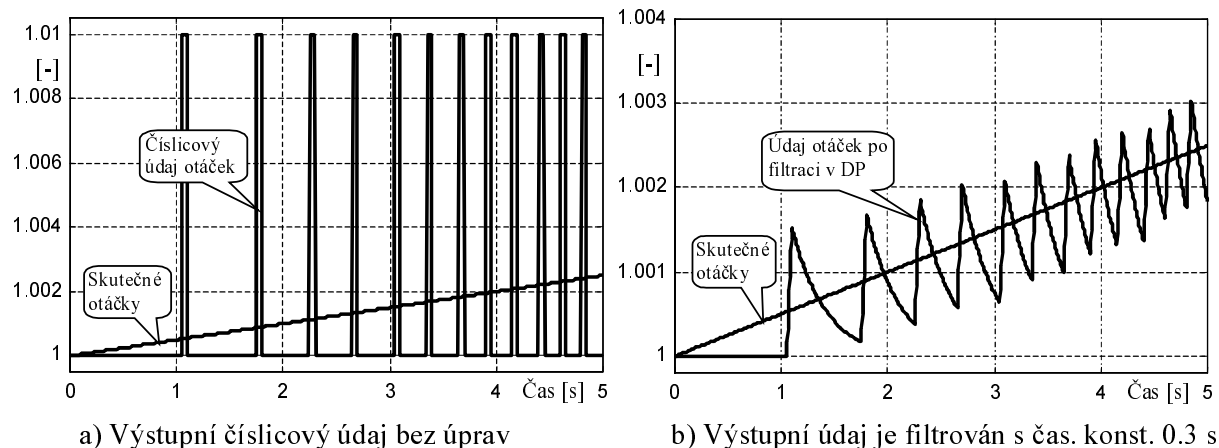 1.01
[-]
1.008
1.006
1.004
1.002
1
Číslicový
údaj otáček
Skutečné
otáčky
0
1
2
3
4
Čas [s]
5
a) Výstupní číslicový údaj bez úprav
1.004
[-]
1.003
1.002
1.001
1
Údaj otáček po
filtraci v DP
Skutečné
otáčky
0
1
2
3
4
Čas [s]
5
b) Výstupní údaj je filtrován s čas. konst. 0.3 s